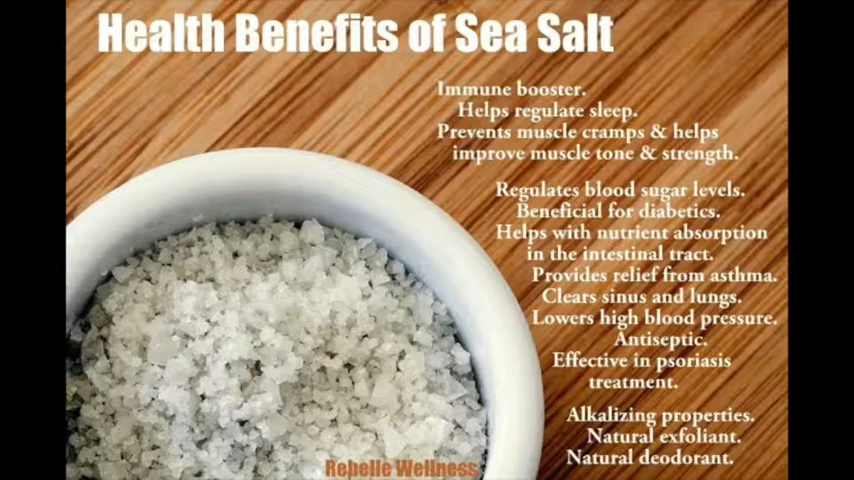 Health Benefits of Sea Salt
Immune booster.
Helps regulate sleep.
Prevents muscle cramps & helps
improve muscle tone & strength.
Regulates blood sugar levels.
Beneficial for diabetics.
Helps with nutrient absorption
in the intestinal tract.
Provides relief from asthma.
Clears sinus and lungs.
Lowers high blood pressure.
Antiseptic.
Effective in psoriasis
treatment.
Alkalizing properties.
Natural exfoliant.
Natural deodorant.
Rebelle Wellness